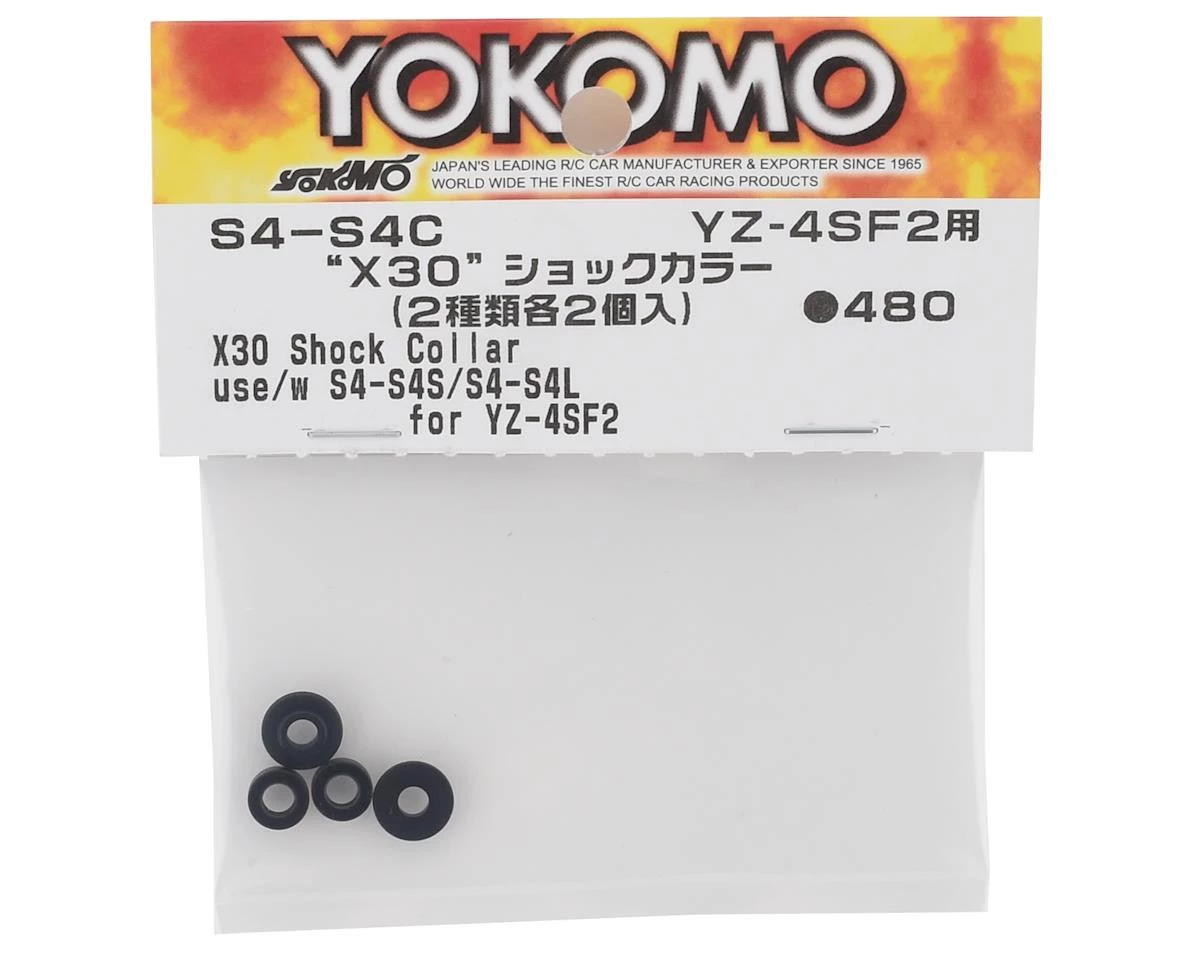 YOKOMO
YOKOMO JAPAN'S LEADING R/C CAR MANUFACTURER & EXPORTER SINCE 1965
WORLD WIDE THE FINEST R/C CAR RACING PRODUCTS
S4-S4C YZ-4SF2用
“X30” ショックカラー
(2種類各2個入) ●480
X30 Shock Collar
use/w S4-S4S/S4-S4L
for YZ-4SF2